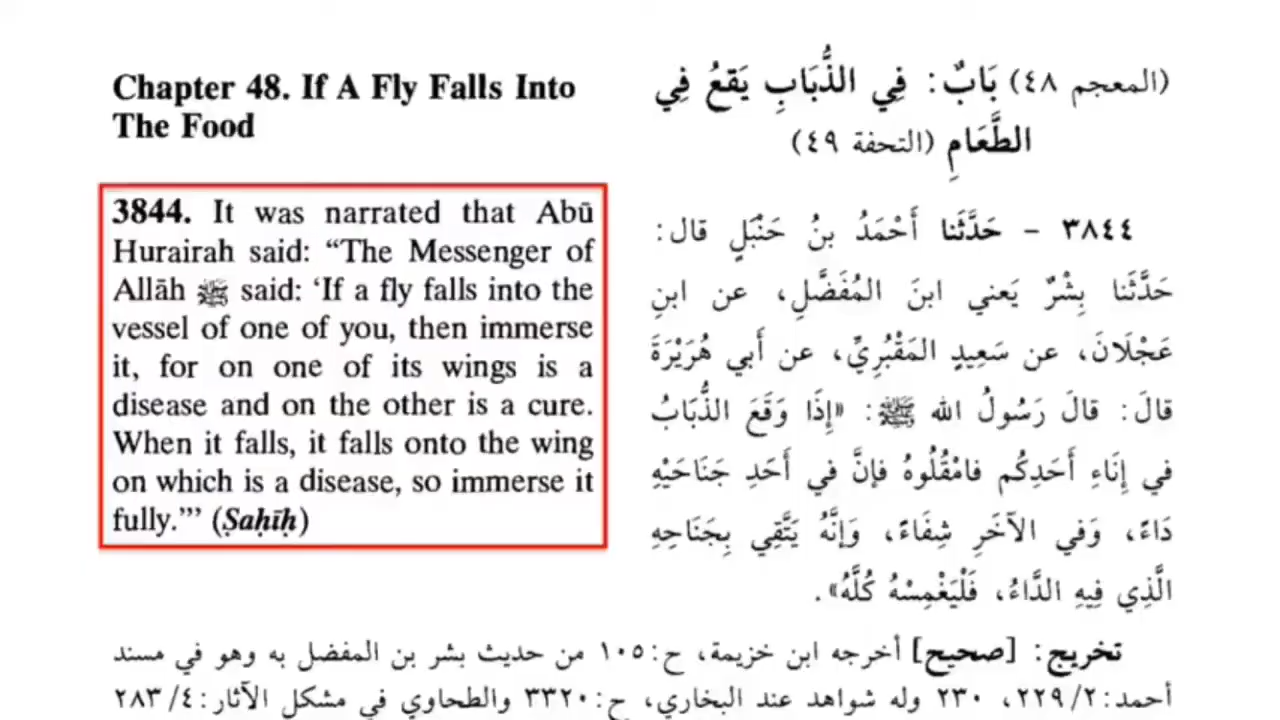 Chapter 48. If A Fly Falls Into
The Food
3844. It was narrated that Abū
Hurairah said: “The Messenger of
Allāh ﷺ said: ‘If a fly falls into the
vessel of one of you, then immerse
it, for on one of its wings is a
disease and on the other is a cure.
When it falls, it falls onto the wing
on which is a disease, so immerse it
fully.’” (Ṣaḥīḥ)
(المعجم ٤٨) بَابٌ: فِي الذُّبَابِ يَقَعُ فِي
الطَّعَامِ (التحفة ٤٩)
٣٨٤٤ - حَدَّثَنا أَحْمَدُ بنُ حَنْبَلٍ قال:
حَدَّثَنا بِشْرٌ يَعني ابنَ المُفَضَّلِ، عن ابنِ
عَجْلَانَ، عن سَعِيدٍ المَقْبُرِيِّ، عن أَبي هُرَيْرَةَ
قالَ: قالَ رَسُولُ الله ﷺ: «إِذَا وَقَعَ الذُّبَابُ
في إِنَاءِ أَحَدِكُم فامْقُلُوهُ فإنَّ في أَحَدِ جَنَاحَيْهِ
دَاءً، وَفي الآخَرِ شِفَاءً، وَإِنَّهُ يَتَّقِي بِجَنَاحِهِ
الَّذِي فِيهِ الدَّاءُ، فَلْيَغْمِسْهُ كُلَّهُ».
تخريج: [صحيح] أخرجه ابن خزيمة، ح:١٠٥ من حديث بشر بن المفضل به وهو في مسند
أحمد:٢٢٩/٢، ٢٣٠ وله شواهد عند البخاري، ح:٣٣٢٠ والطحاوي في مشكل الآثار:٢٨٣/٤